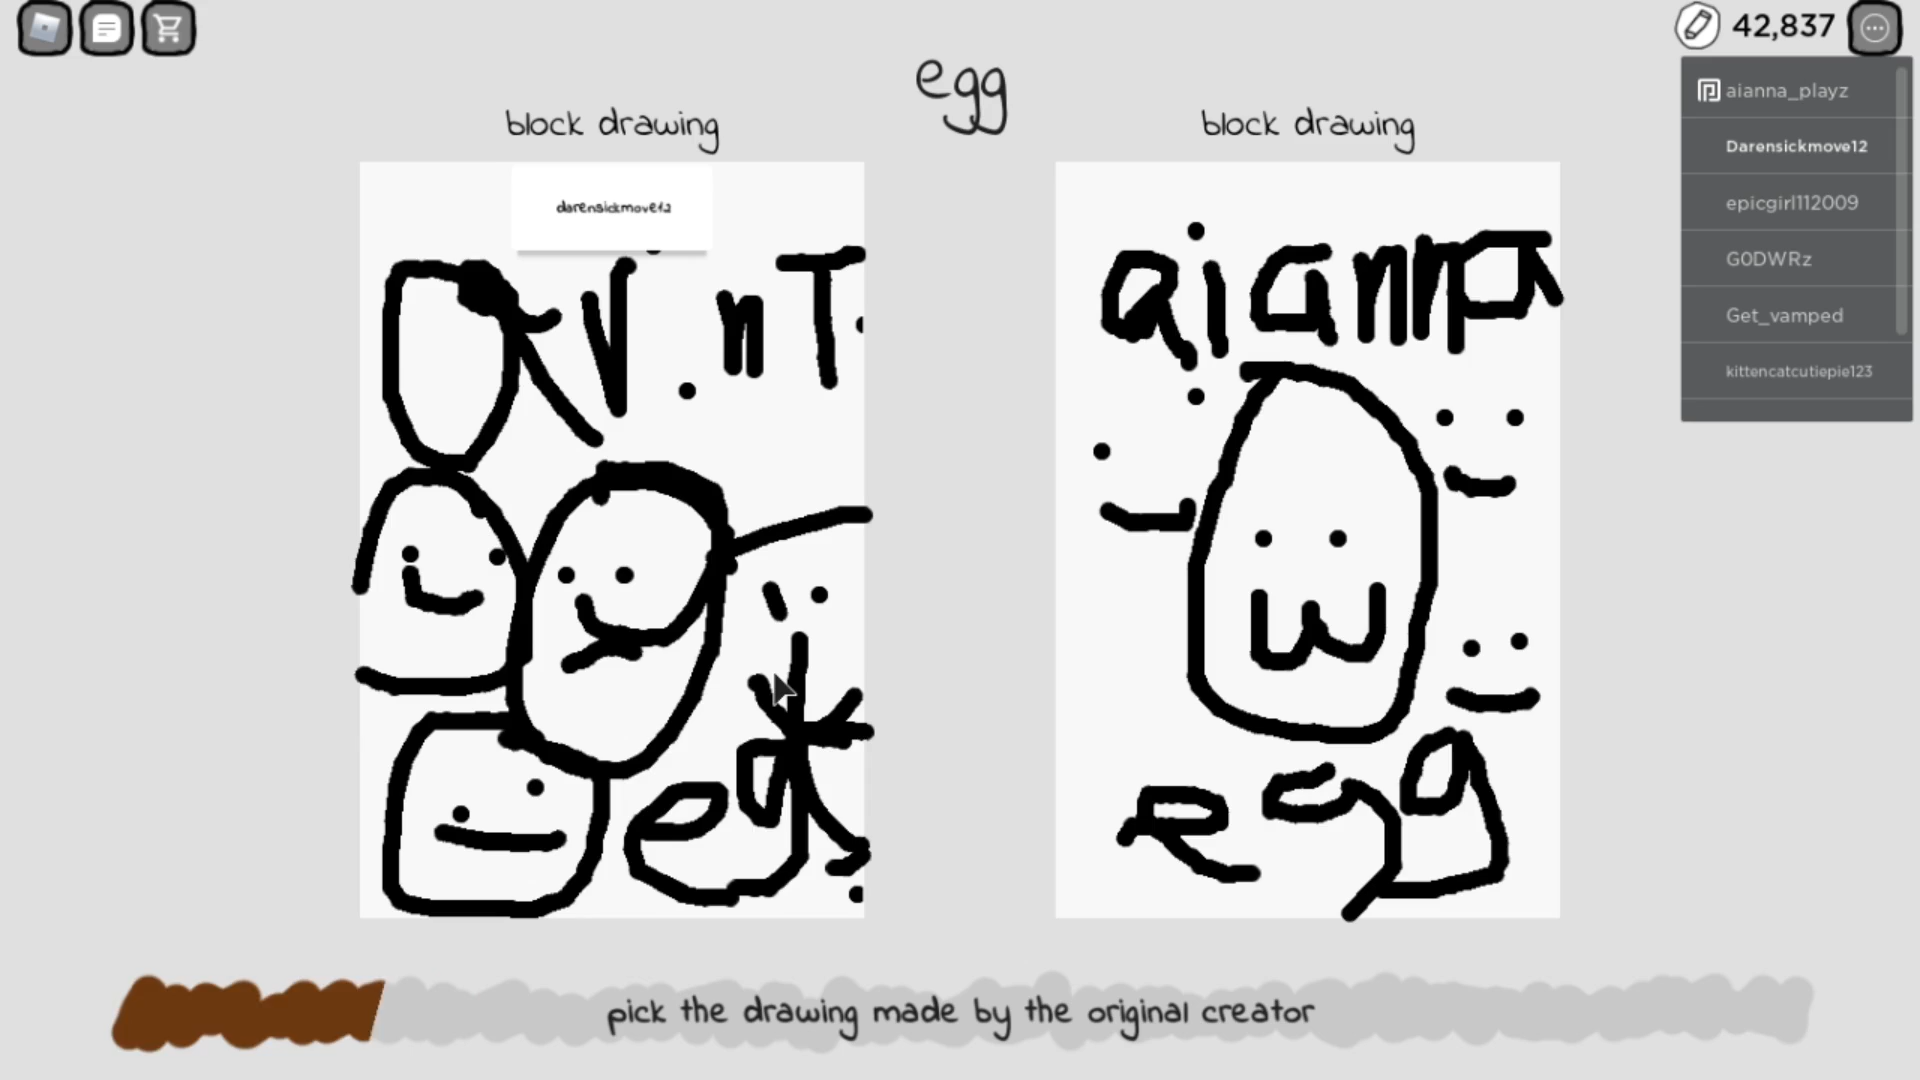 42,837
egg
block drawing
block drawing
aianna_playz
Darensickmove12
epicgirl112009
G0DWRz
Get_vamped
kittencatcutiepie123
darensickmove12
aianna
egg
pick the drawing made by the original creator